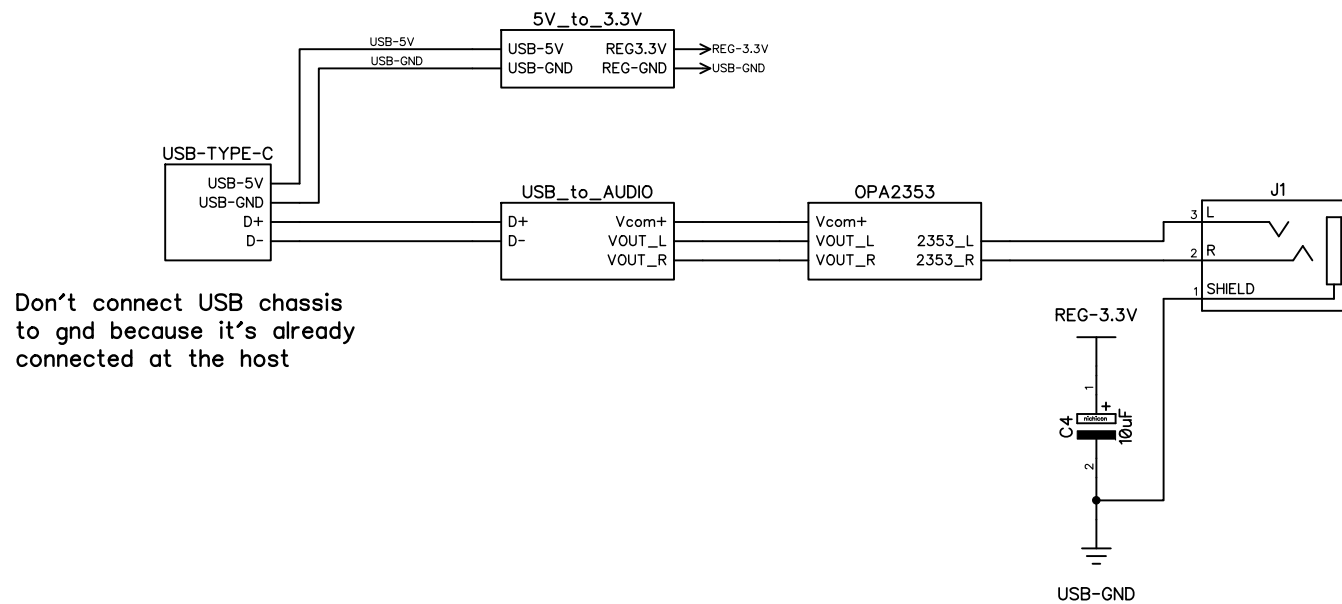 5V_to_3.3V
USB-5V
USB-5V REG3.3V
REG-3.3V
USB-GND
USB-GND REG-GND
USB-GND
USB-TYPE-C
USB-5V
USB-GND
D+
D-
USB_to_AUDIO
D+ Vcom+
D- VOUT_L
VOUT_R
OPA2353
Vcom+
VOUT_L 2353_L
VOUT_R 2353_R
J1
3 L
2 R
1 SHIELD
Don't connect USB chassis
to gnd because it's already
connected at the host
REG-3.3V
1
+
nichicon
C4
10uF
2
USB-GND